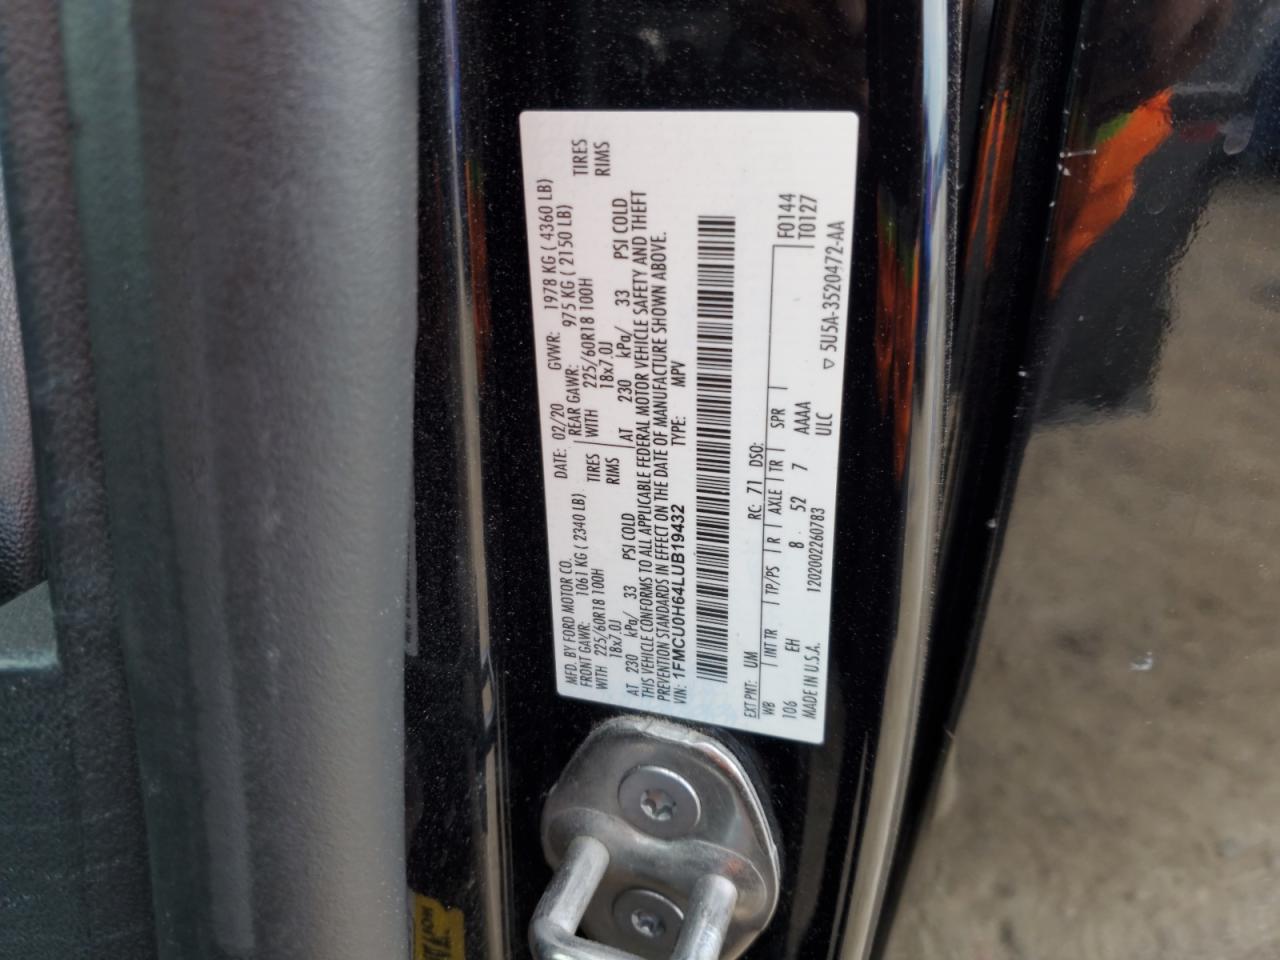 MFD. BY FORD MOTOR CO.
DATE: 02/20 GVWR: 1978 KG ( 4360 LB)
FRONT GAWR: 1061 KG ( 2340 LB)
REAR GAWR: 975 KG ( 2150 LB)
WITH 225/60R18 100H TIRES
WITH 225/60R18 100H TIRES
18x7.0J RIMS
18x7.0J RIMS
AT 230 kPa/ 33 PSI COLD
AT 230 kPa/ 33 PSI COLD
THIS VEHICLE CONFORMS TO ALL APPLICABLE FEDERAL MOTOR VEHICLE SAFETY AND THEFT
PREVENTION STANDARDS IN EFFECT ON THE DATE OF MANUFACTURE SHOWN ABOVE.
VIN: 1FMCU0H64LUB19432 TYPE: MPV
EXT PNT: UM RC: 71 DSO:
WB INT TR TP/PS R AXLE TR SPR F0144
T0127
106 EH 8 52 7 AAAA
ULC
MADE IN U.S.A. 1202002260783 ▽ 5U5A-3520472-AA